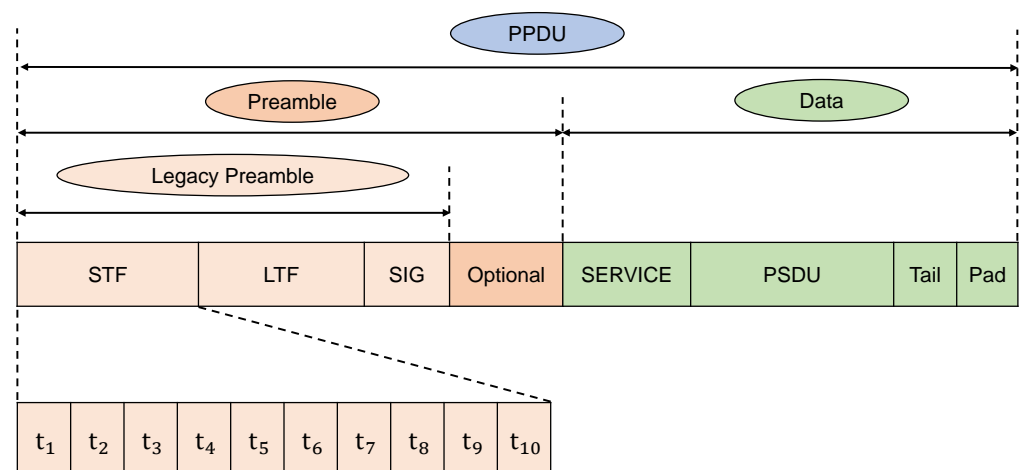 PPDU
Preamble
Data
Legacy Preamble
STF LTF SIG Optional SERVICE PSDU Tail Pad
t₁ t₂ t₃ t₄ t₅ t₆ t₇ t₈ t₉ t₁₀